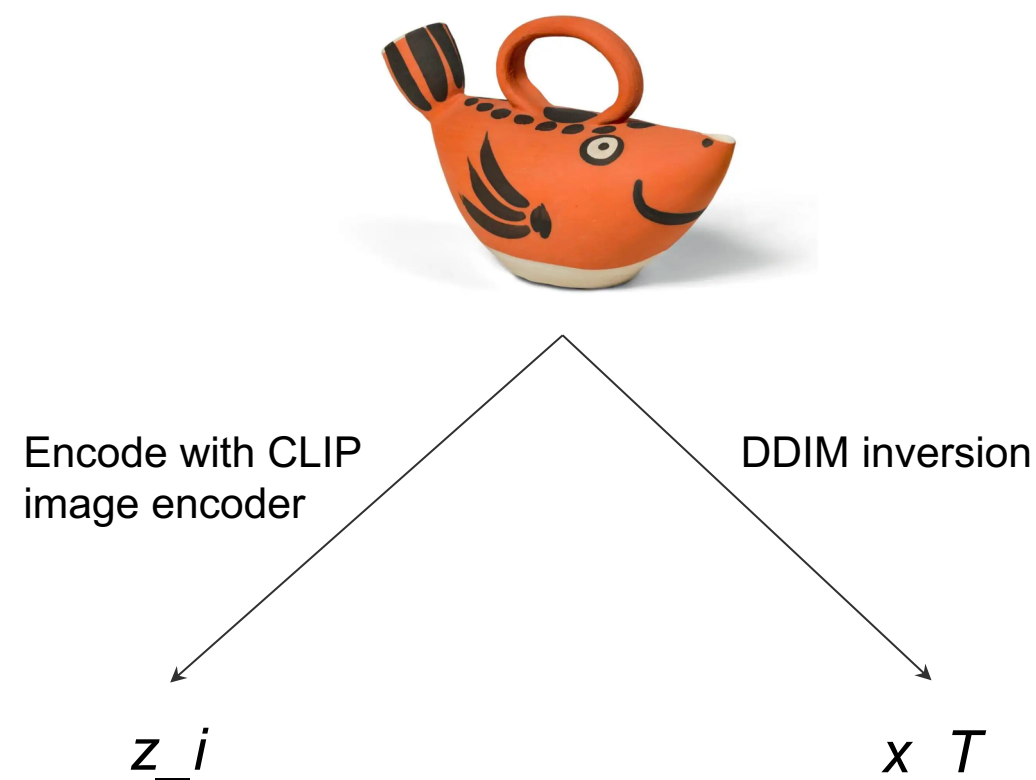 Encode with CLIP
image encoder
DDIM inversion
z_i
x_T